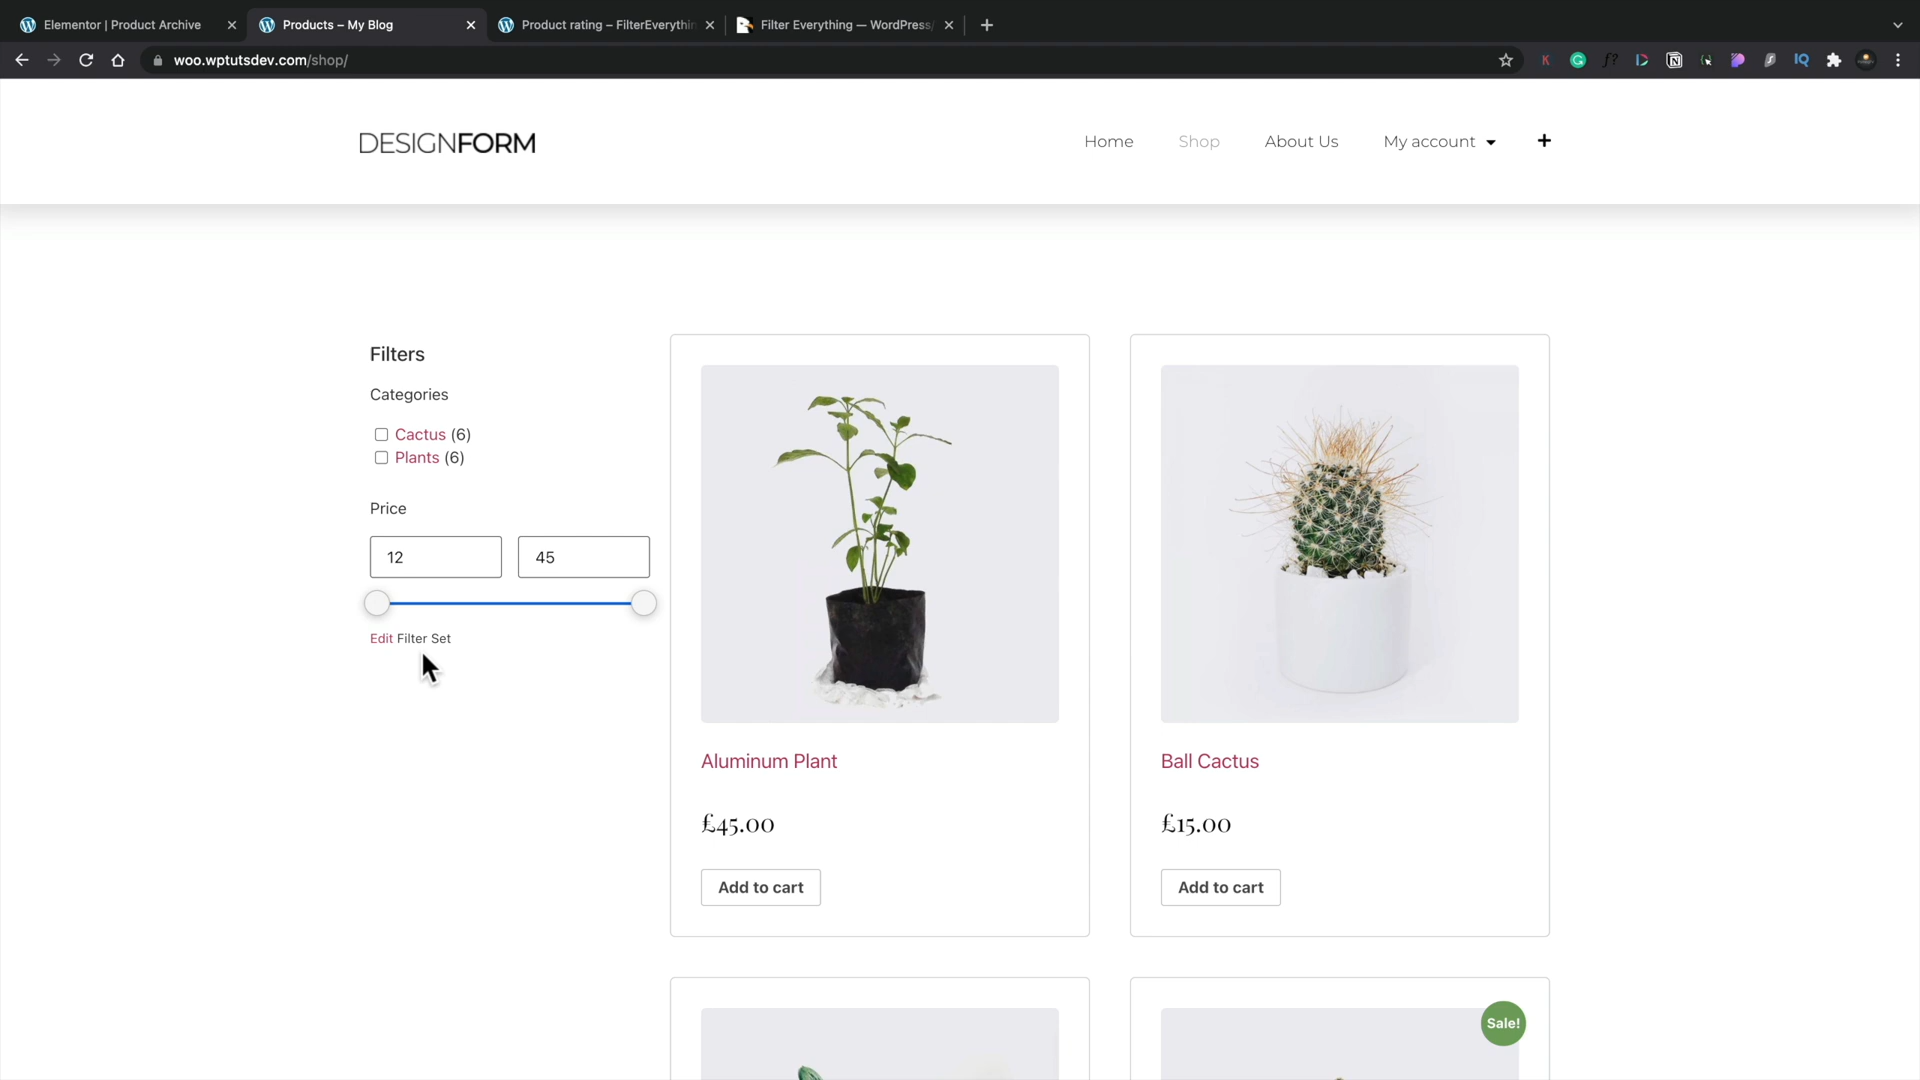 Elementor | Product Archive
Products – My Blog
Product rating – FilterEverythin
Filter Everything — WordPress/
woo.wptutsdev.com/shop/
DESIGNFORM
Home
Shop
About Us
My account
Filters
Categories
Cactus (6)
Plants (6)
Price
12
45
Edit Filter Set
Aluminum Plant
£45.00
Add to cart
Ball Cactus
£15.00
Add to cart
Sale!